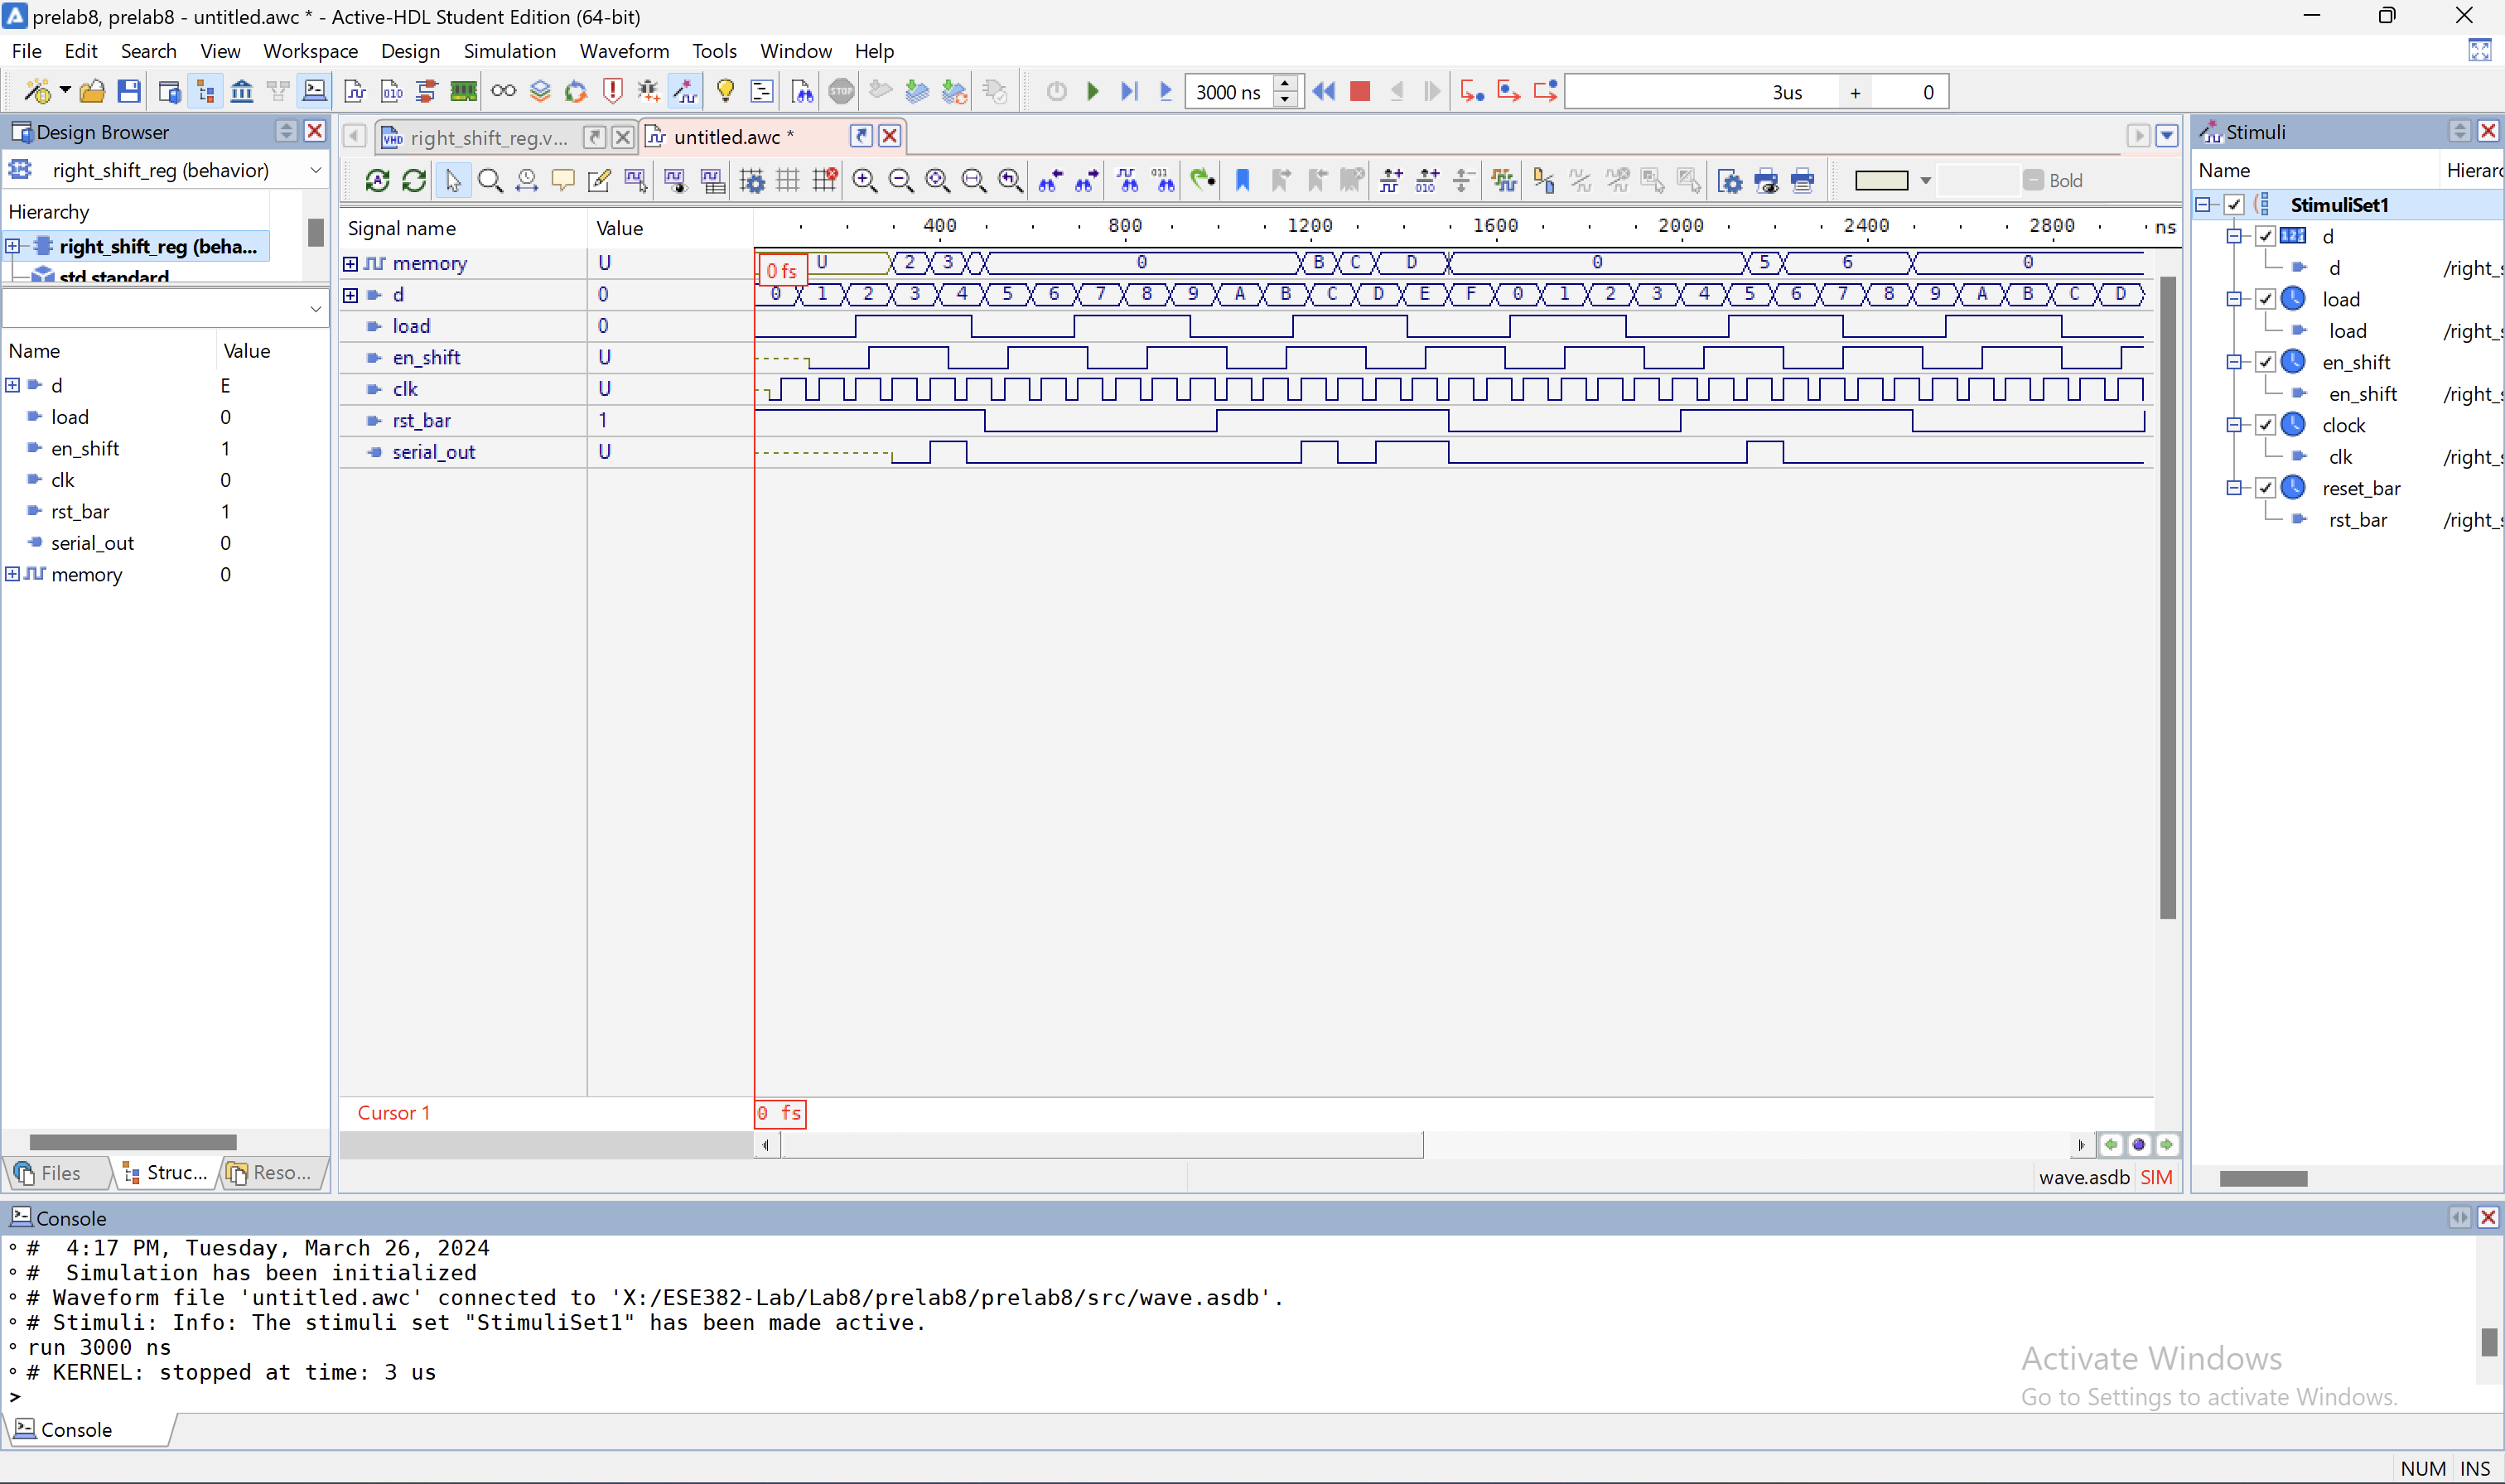 prelab8, prelab8 - untitled.awc * - Active-HDL Student Edition (64-bit)
File Edit Search View Workspace Design Simulation Waveform Tools Window Help
3000 ns 3us + 0
Design Browser
right_shift_reg (behavior)
Hierarchy
right_shift_reg (beha...
std.standard
Name Value
d E
load 0
en_shift 1
clk 0
rst_bar 1
serial_out 0
memory 0
Files Struc... Reso...
right_shift_reg.v... untitled.awc *
Bold
Signal name Value 400 800 1200 1600 2000 2400 2800 ns
memory U U 2 3 0 B C D 0 5 6 0
0 fs
d 0 0 1 2 3 4 5 6 7 8 9 A B C D E F 0 1 2 3 4 5 6 7 8 9 A B C D
load 0
en_shift U
clk U
rst_bar 1
serial_out U
Cursor 1 0 fs
wave.asdb SIM
Stimuli
Name Hierarc
StimuliSet1
d
d /right_s
load
load /right_s
en_shift
en_shift /right_s
clock
clk /right_s
reset_bar
rst_bar /right_s
Console
# 4:17 PM, Tuesday, March 26, 2024
# Simulation has been initialized
# Waveform file 'untitled.awc' connected to 'X:/ESE382-Lab/Lab8/prelab8/prelab8/src/wave.asdb'.
# Stimuli: Info: The stimuli set "StimuliSet1" has been made active.
run 3000 ns
# KERNEL: stopped at time: 3 us
>
Activate Windows
Go to Settings to activate Windows.
Console
NUM INS